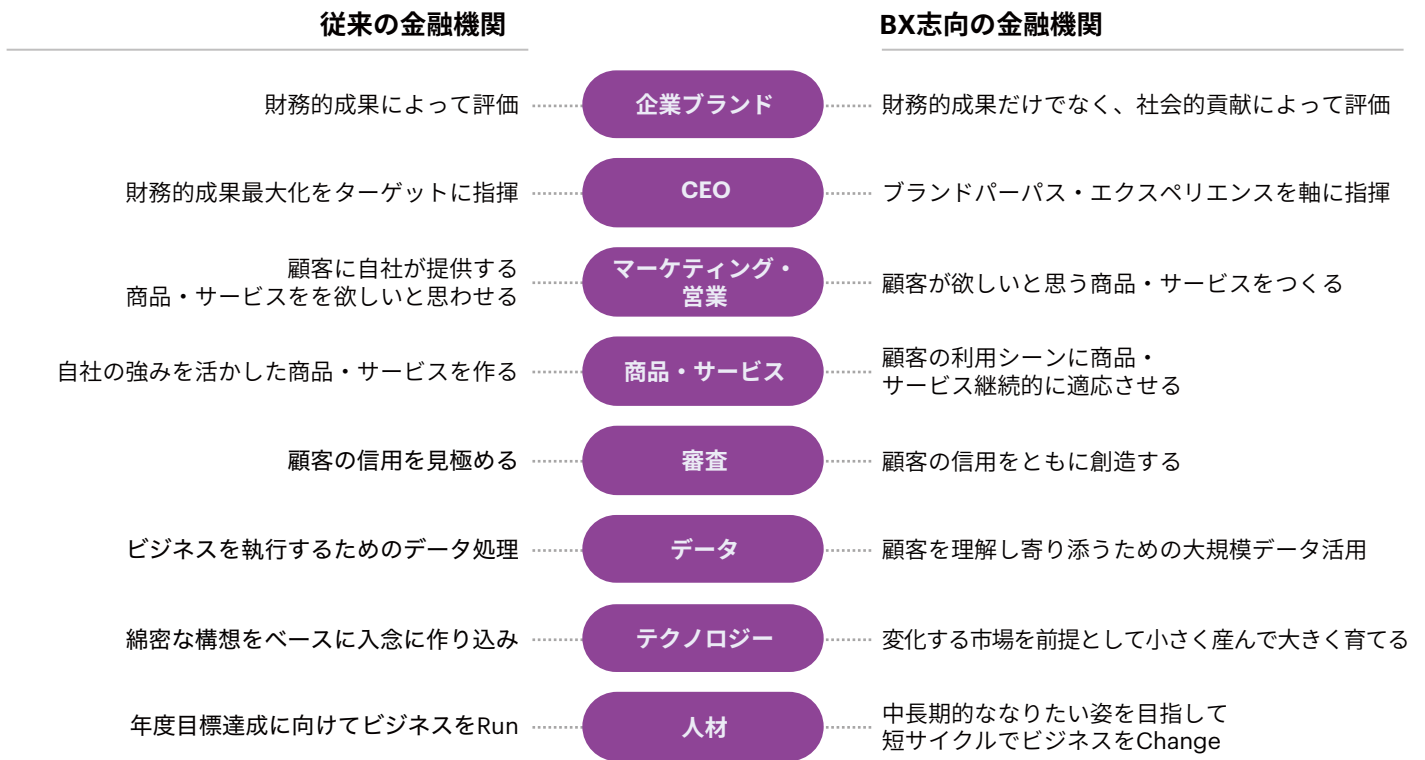 従来の金融機関
BX志向の金融機関
財務的成果によって評価
企業ブランド
財務的成果だけでなく、社会的貢献によって評価
財務的成果最大化をターゲットに指揮
CEO
ブランドパーパス・エクスペリエンスを軸に指揮
顧客に自社が提供する
商品・サービスをを欲しいと思わせる
マーケティング・
営業
顧客が欲しいと思う商品・サービスをつくる
自社の強みを活かした商品・サービスを作る
商品・サービス
顧客の利用シーンに商品・
サービス継続的に適応させる
顧客の信用を見極める
審査
顧客の信用をともに創造する
ビジネスを執行するためのデータ処理
データ
顧客を理解し寄り添うための大規模データ活用
綿密な構想をベースに入念に作り込み
テクノロジー
変化する市場を前提として小さく産んで大きく育てる
年度目標達成に向けてビジネスをRun
人材
中長期的ななりたい姿を目指して
短サイクルでビジネスをChange